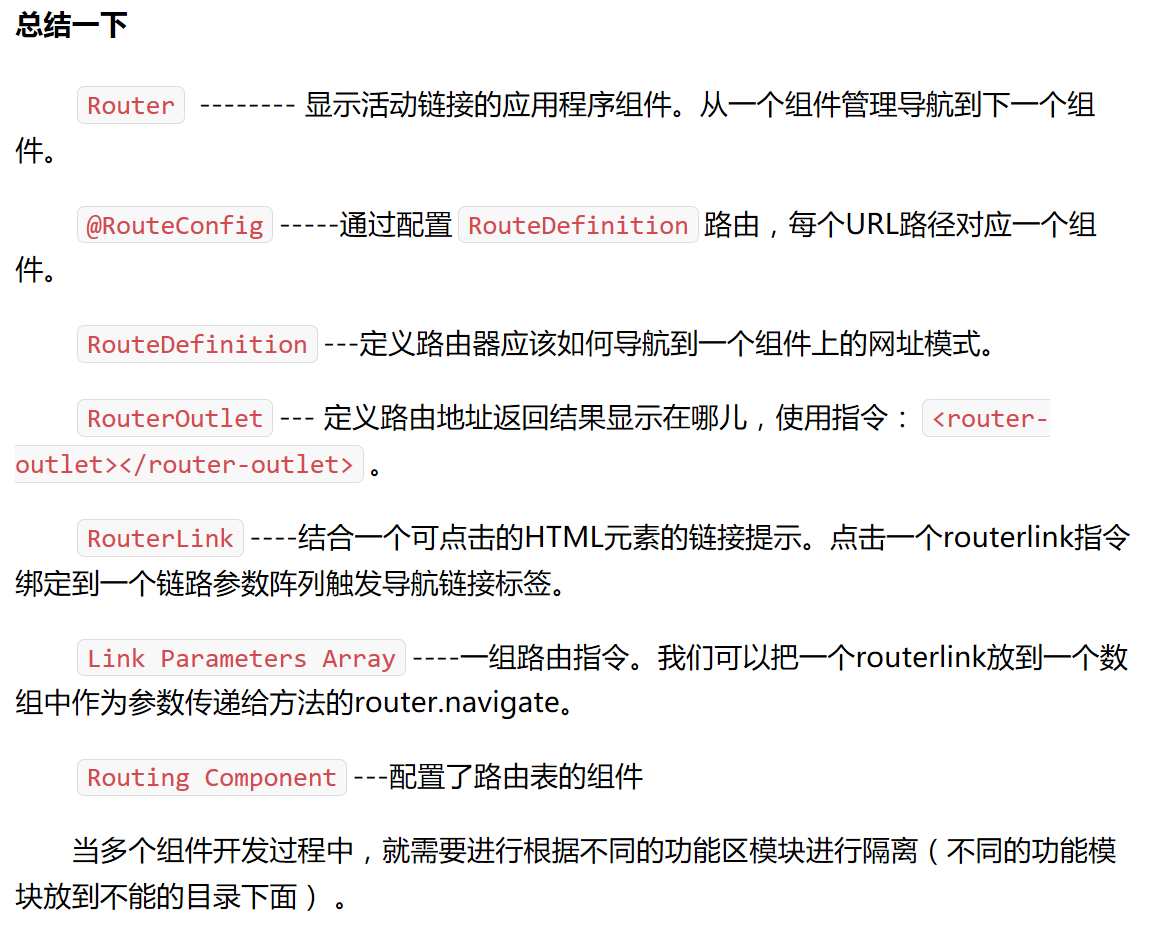 总结一下
Router -------- 显示活动链接的应用程序组件。从一个组件管理导航到下一个组
件。
@RouteConfig -----通过配置 RouteDefinition 路由，每个URL路径对应一个组
件。
RouteDefinition ---定义路由器应该如何导航到一个组件上的网址模式。
RouterOutlet --- 定义路由地址返回结果显示在哪儿，使用指令： <router-
outlet></router-outlet> 。
RouterLink ----结合一个可点击的HTML元素的链接提示。点击一个routerlink指令
绑定到一个链路参数阵列触发导航链接标签。
Link Parameters Array ----一组路由指令。我们可以把一个routerlink放到一个数
组中作为参数传递给方法的router.navigate。
Routing Component ---配置了路由表的组件
当多个组件开发过程中，就需要进行根据不同的功能区模块进行隔离（不同的功能模
块放到不能的目录下面）。